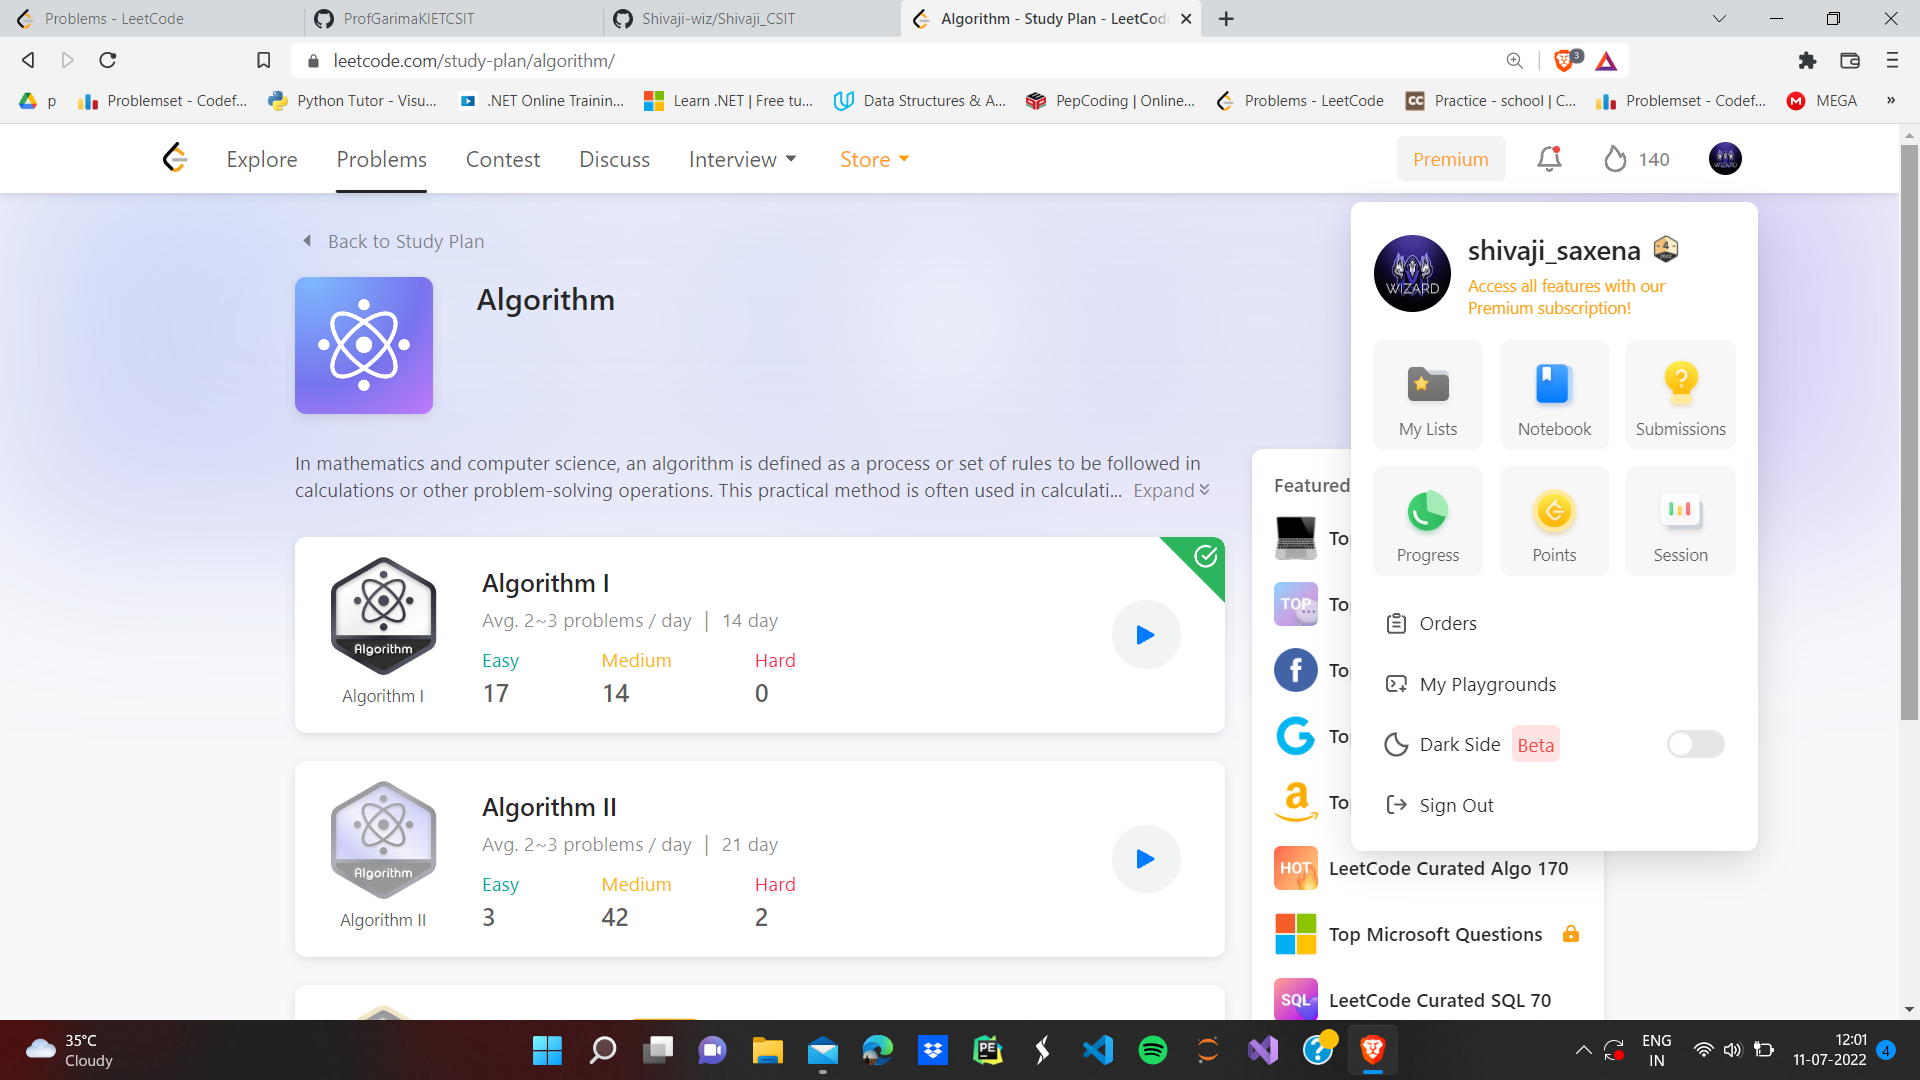 Problems - LeetCode
ProfGarimaKIETCSIT
Shivaji-wiz/Shivaji_CSIT
Algorithm - Study Plan - LeetCod
leetcode.com/study-plan/algorithm/
3
p
Problemset - Codef...
Python Tutor - Visu...
.NET Online Trainin...
Learn .NET | Free tu...
Data Structures & A...
PepCoding | Online...
Problems - LeetCode
Practice - school | C...
Problemset - Codef...
MEGA
»
Explore
Problems
Contest
Discuss
Interview
Store
Premium
140
Back to Study Plan
Algorithm
In mathematics and computer science, an algorithm is defined as a process or set of rules to be followed in
calculations or other problem-solving operations. This practical method is often used in calculati... Expand
Algorithm
Algorithm I
Algorithm I
Avg. 2~3 problems / day | 14 day
Easy Medium Hard
17 14 0
Algorithm
Algorithm II
Algorithm II
Avg. 2~3 problems / day | 21 day
Easy Medium Hard
3 42 2
Featured
To
TOP
To
To
To
To
HOT
LeetCode Curated Algo 170
Top Microsoft Questions
SQL
LeetCode Curated SQL 70
WIZARD
shivaji_saxena
4
2022
Access all features with our
Premium subscription!
My Lists
Notebook
Submissions
Progress
Points
Session
Orders
My Playgrounds
Dark Side Beta
Sign Out
35°C
Cloudy
PE
ENG
IN
12:01
11-07-2022
4